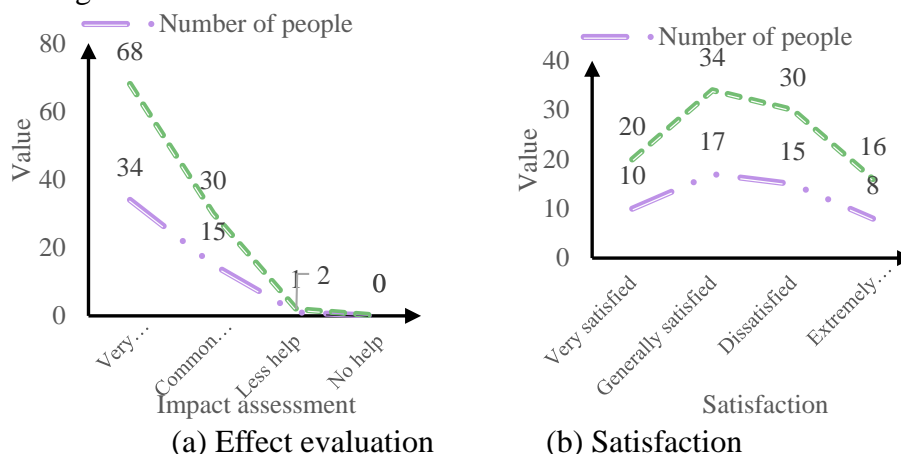 Number of people
80
60
40
20
0
Value
68
34
30
15
1
2
0
Very…
Common…
Less help
No help
Impact assessment
(a) Effect evaluation
Number of people
40
30
20
10
0
Value
20
10
34
17
30
15
16
8
Very satisfied
Generally satisfied
Dissatisfied
Extremely…
Satisfaction
(b) Satisfaction